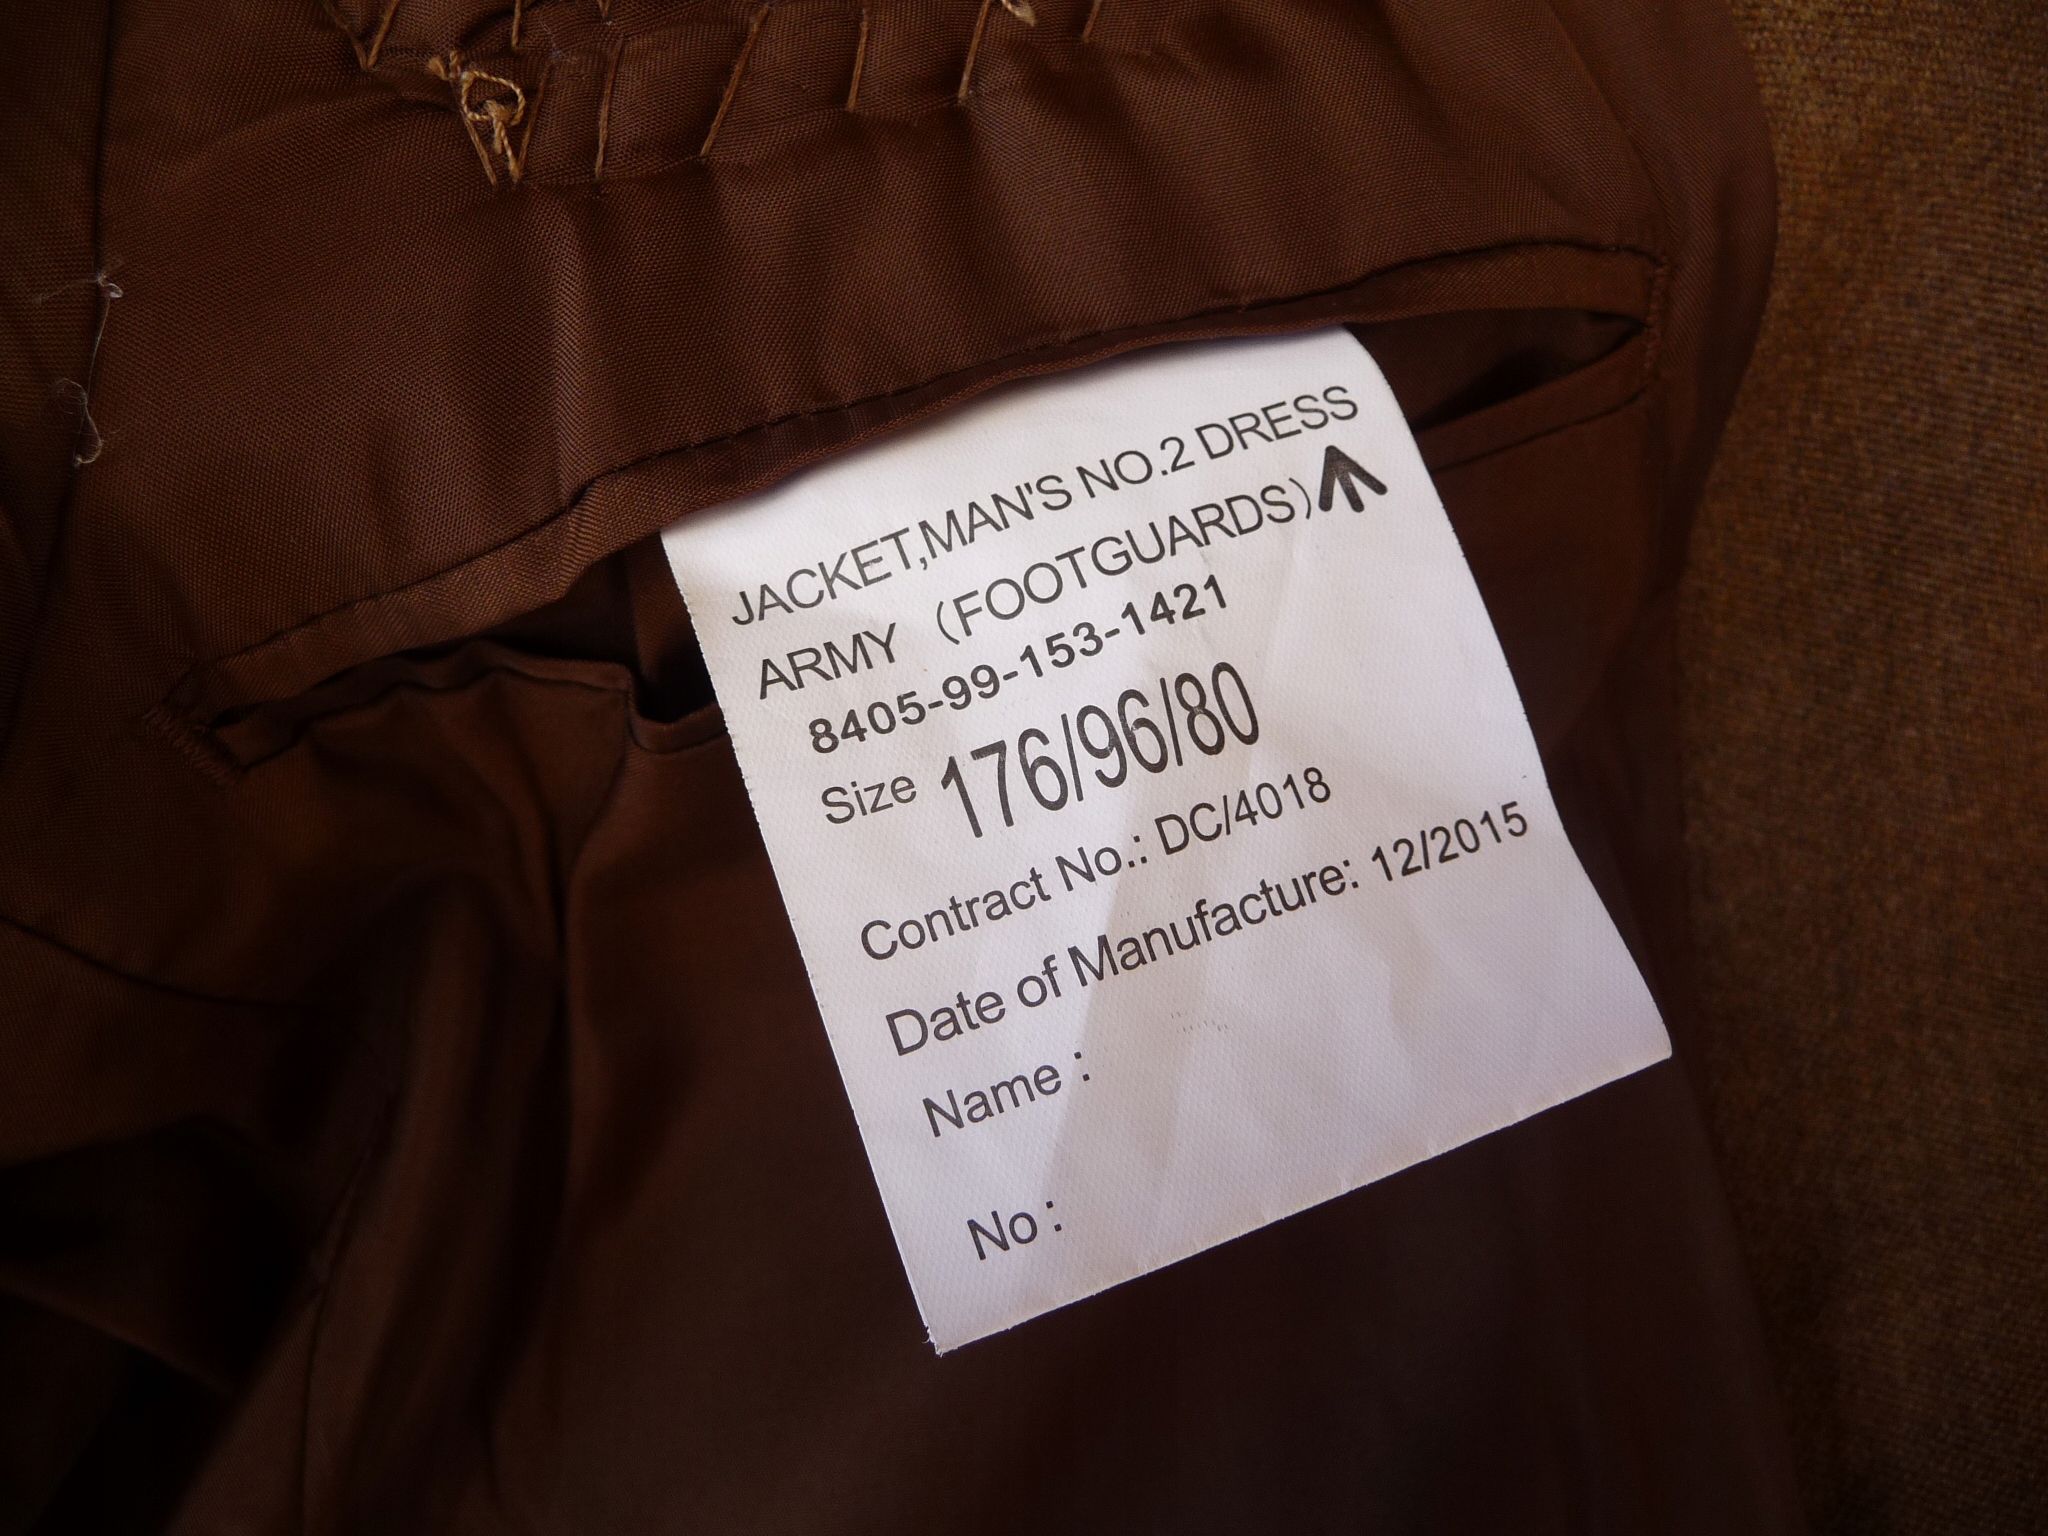 JACKET,MAN'S NO.2 DRESS
ARMY (FOOTGUARDS)
8405-99-153-1421
Size 176/96/80
Contract No.: DC/4018
Date of Manufacture: 12/2015
Name :
No :